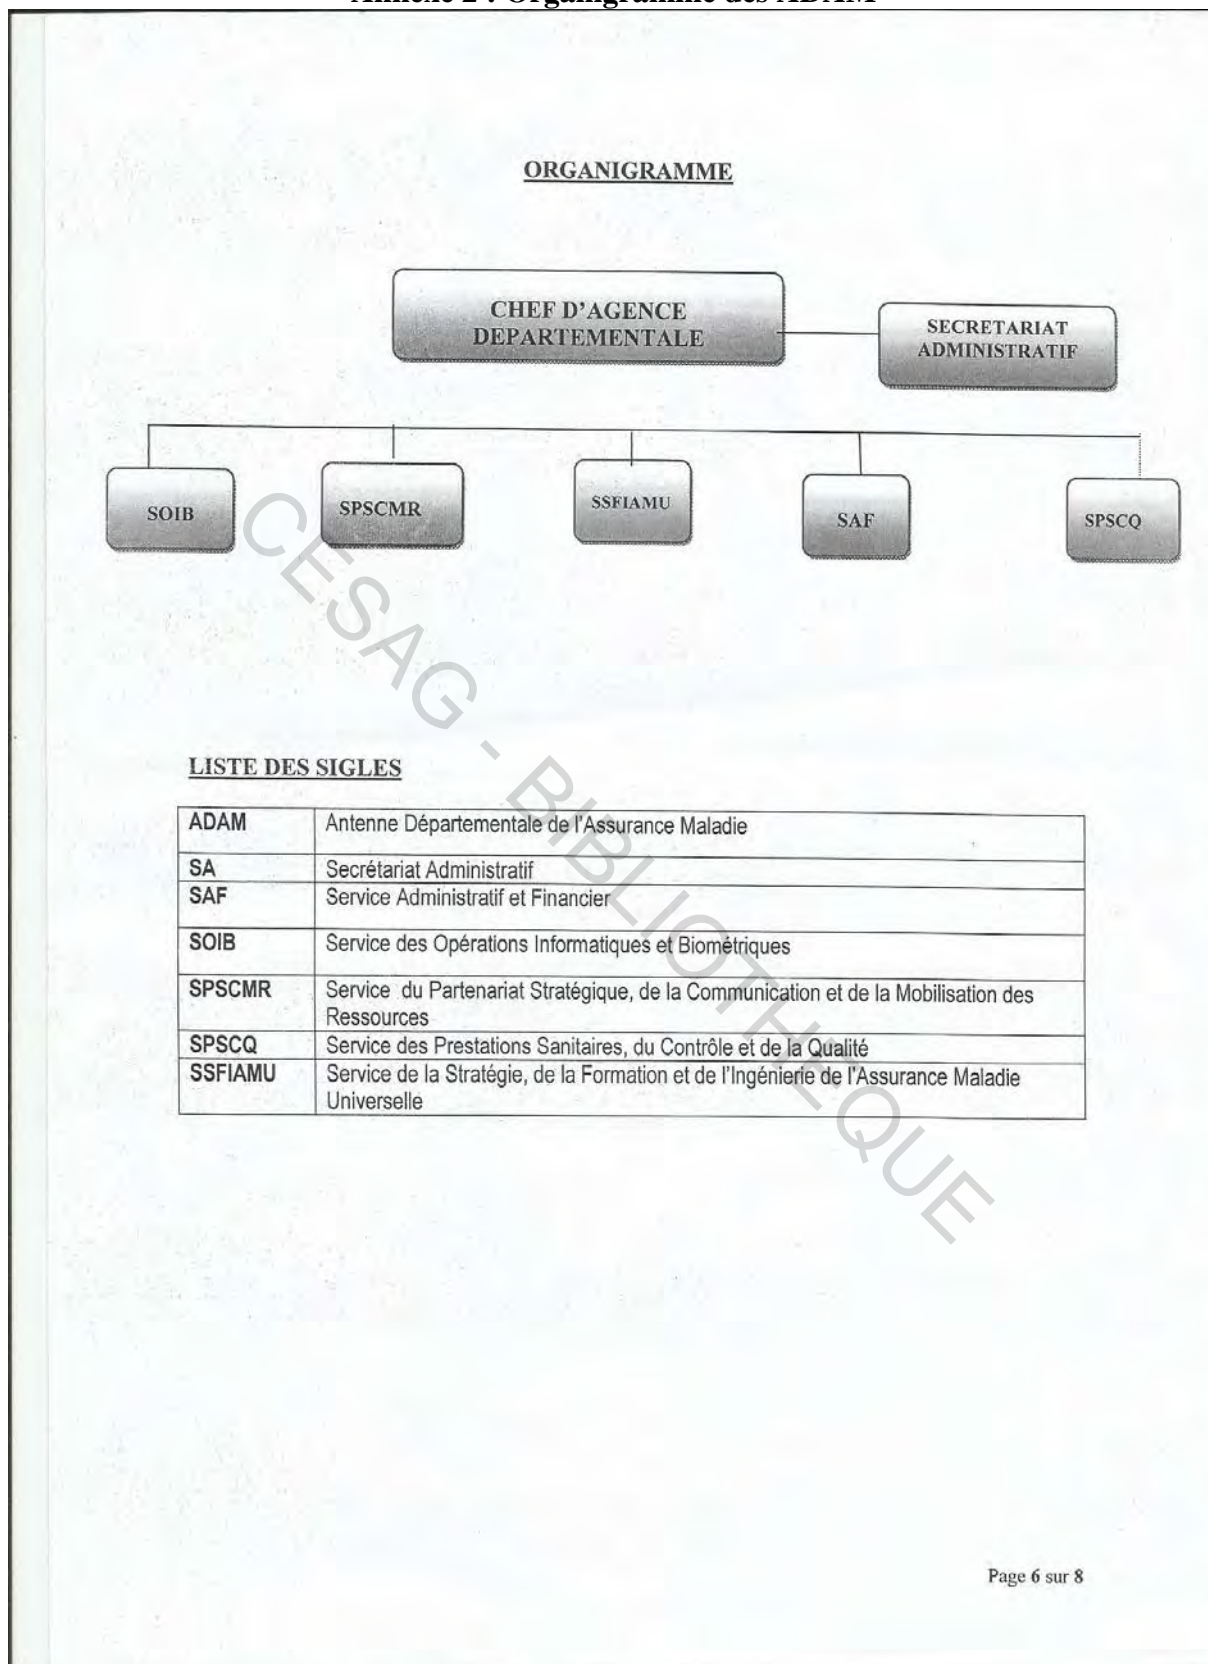 Annexe 2 : Organigramme des ADAM
ORGANIGRAMME
CHEF D'AGENCE
DEPARTEMENTALE
SECRETARIAT
ADMINISTRATIF
SOIB
SPSCMR
SSFIAMU
SAF
SPSCQ
CESAG - BIBLIOTHEQUE
LISTE DES SIGLES
ADAM Antenne Départementale de l'Assurance Maladie
SA Secrétariat Administratif
SAF Service Administratif et Financier
SOIB Service des Opérations Informatiques et Biométriques
SPSCMR Service du Partenariat Stratégique, de la Communication et de la Mobilisation des
Ressources
SPSCQ Service des Prestations Sanitaires, du Contrôle et de la Qualité
SSFIAMU Service de la Stratégie, de la Formation et de l'Ingénierie de l'Assurance Maladie
Universelle
Page 6 sur 8